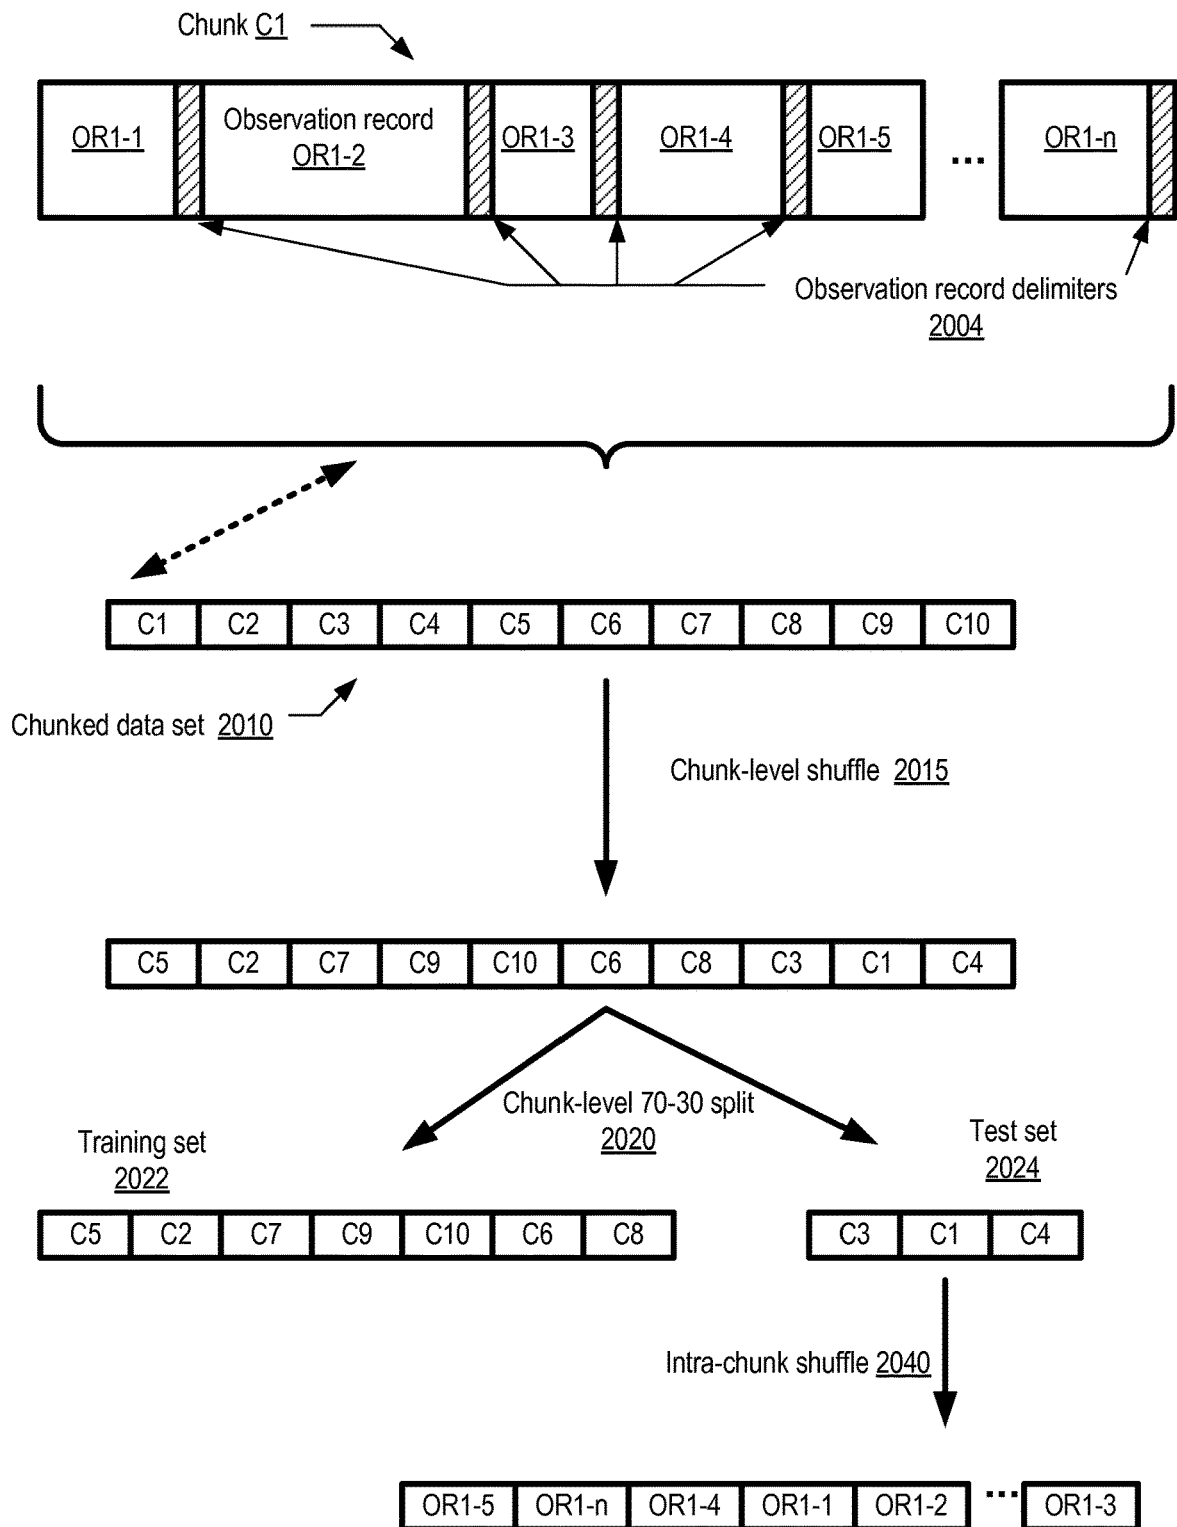 Chunk C1
OR1-1
Observation record
OR1-2
OR1-3
OR1-4
OR1-5
...
OR1-n
Observation record delimiters
2004
C1 C2 C3 C4 C5 C6 C7 C8 C9 C10
Chunked data set 2010
Chunk-level shuffle 2015
C5 C2 C7 C9 C10 C6 C8 C3 C1 C4
Chunk-level 70-30 split
2020
Training set
2022
Test set
2024
C5 C2 C7 C9 C10 C6 C8
C3 C1 C4
Intra-chunk shuffle 2040
OR1-5 OR1-n OR1-4 OR1-1 OR1-2 ... OR1-3